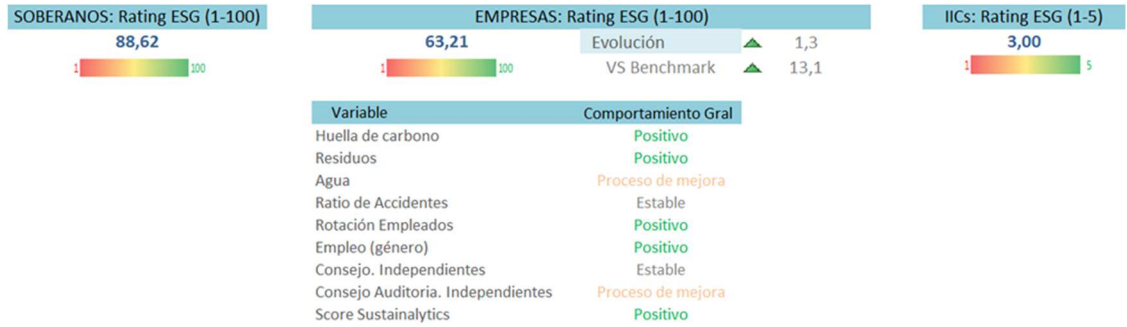 SOBERANOS: Rating ESG (1-100)
88,62
1 100
EMPRESAS: Rating ESG (1-100)
63,21 Evolución 1,3
1 100 VS Benchmark 13,1
IICs: Rating ESG (1-5)
3,00
1 5
Variable Comportamiento Gral
Huella de carbono Positivo
Residuos Positivo
Agua Proceso de mejora
Ratio de Accidentes Estable
Rotación Empleados Positivo
Empleo (género) Positivo
Consejo. Independientes Estable
Consejo Auditoria. Independientes Proceso de mejora
Score Sustainalytics Positivo